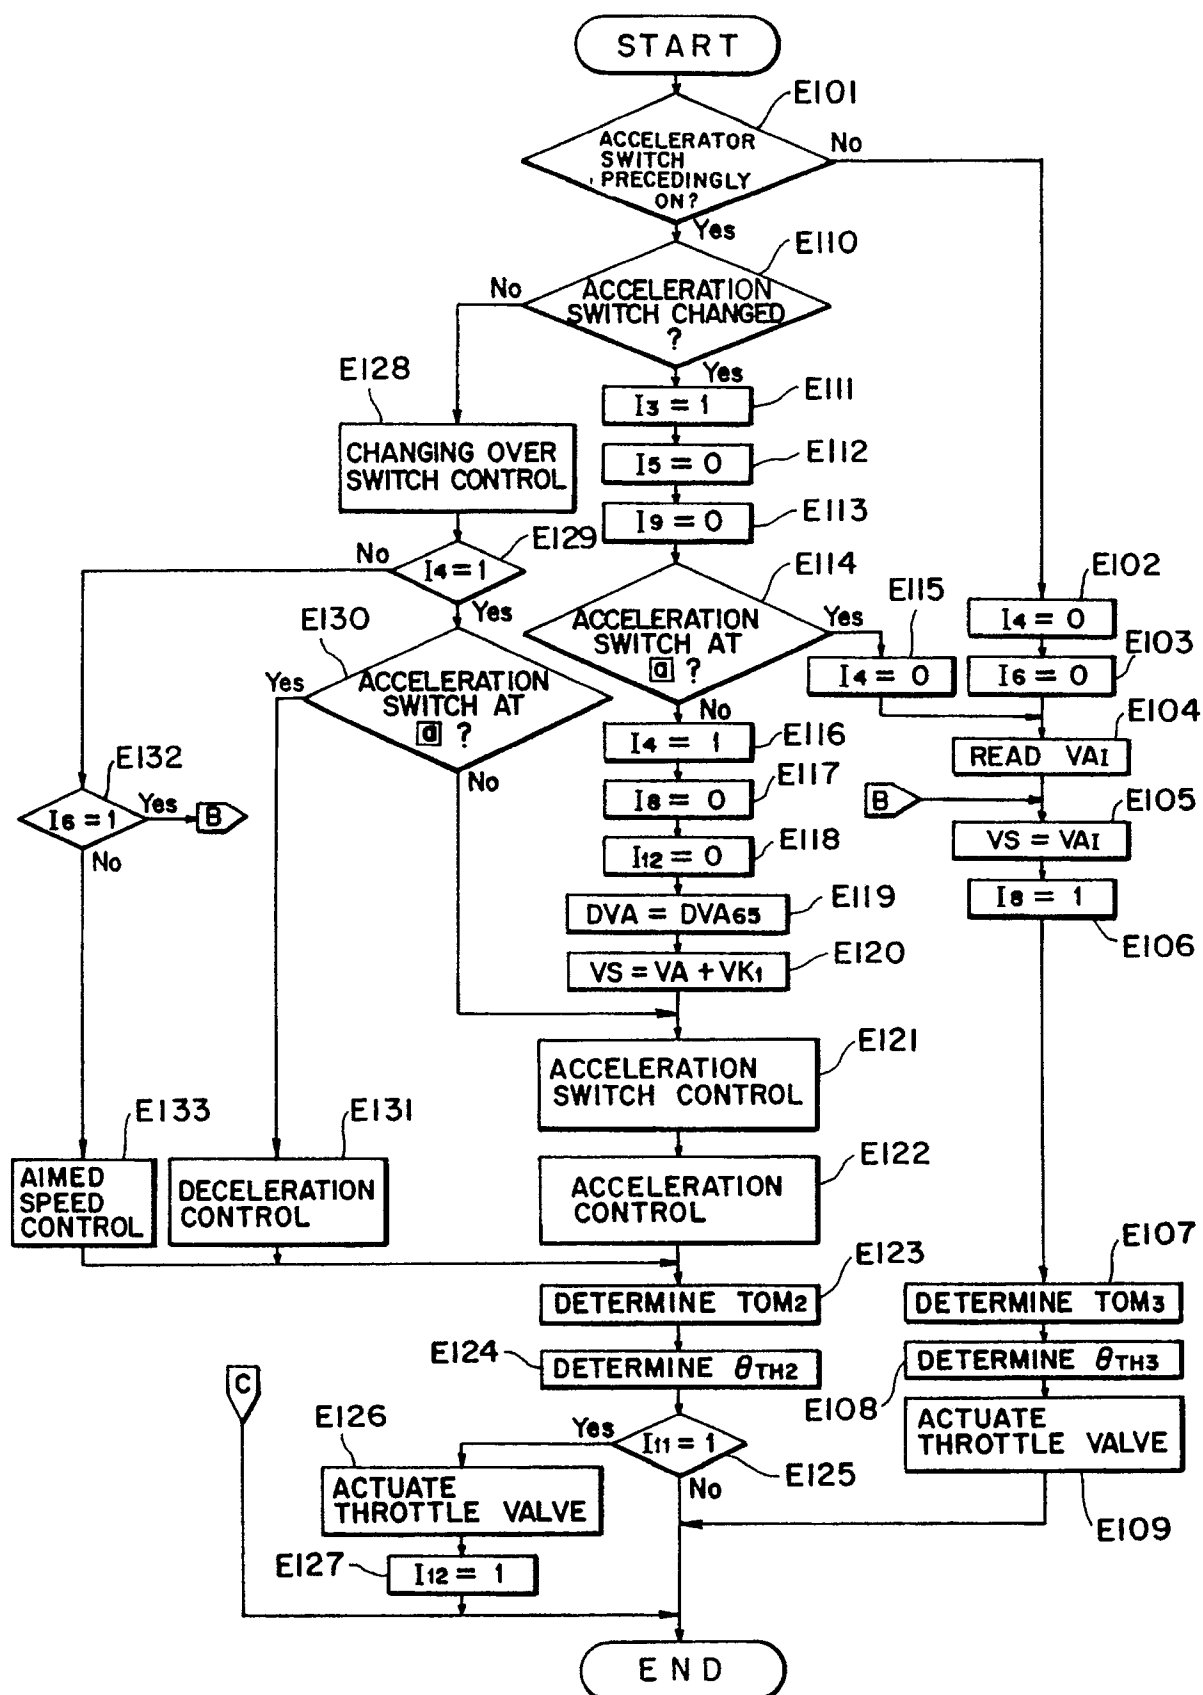 START
E101
ACCELERATOR
SWITCH
PRECEDINGLY
ON?
No
Yes
E110
No
ACCELERATION
SWITCH CHANGED
?
Yes
E128
CHANGING OVER
SWITCH CONTROL
E111
I3 = 1
E112
I5 = 0
E113
I9 = 0
E129
No
I4 = 1
Yes
E114
ACCELERATION
SWITCH AT
a ?
Yes
No
E115
I4 = 0
E102
I4 = 0
E103
I6 = 0
E104
READ VAI
B
E105
VS = VAI
I8 = 1
E106
E130
Yes
ACCELERATION
SWITCH AT
d ?
No
E132
I6 = 1
Yes
B
No
I4 = 1
E116
E117
I8 = 0
E118
I12 = 0
E119
DVA = DVA65
E120
VS = VA + VK1
E121
ACCELERATION
SWITCH CONTROL
E122
ACCELERATION
CONTROL
E133
AIMED
SPEED
CONTROL
E131
DECELERATION
CONTROL
E123
DETERMINE TOM2
E124
DETERMINE θTH2
E107
DETERMINE TOM3
DETERMINE θTH3
E108
ACTUATE
THROTTLE VALVE
E109
C
E126
Yes
I11 = 1
E125
No
ACTUATE
THROTTLE VALVE
E127
I12 = 1
END